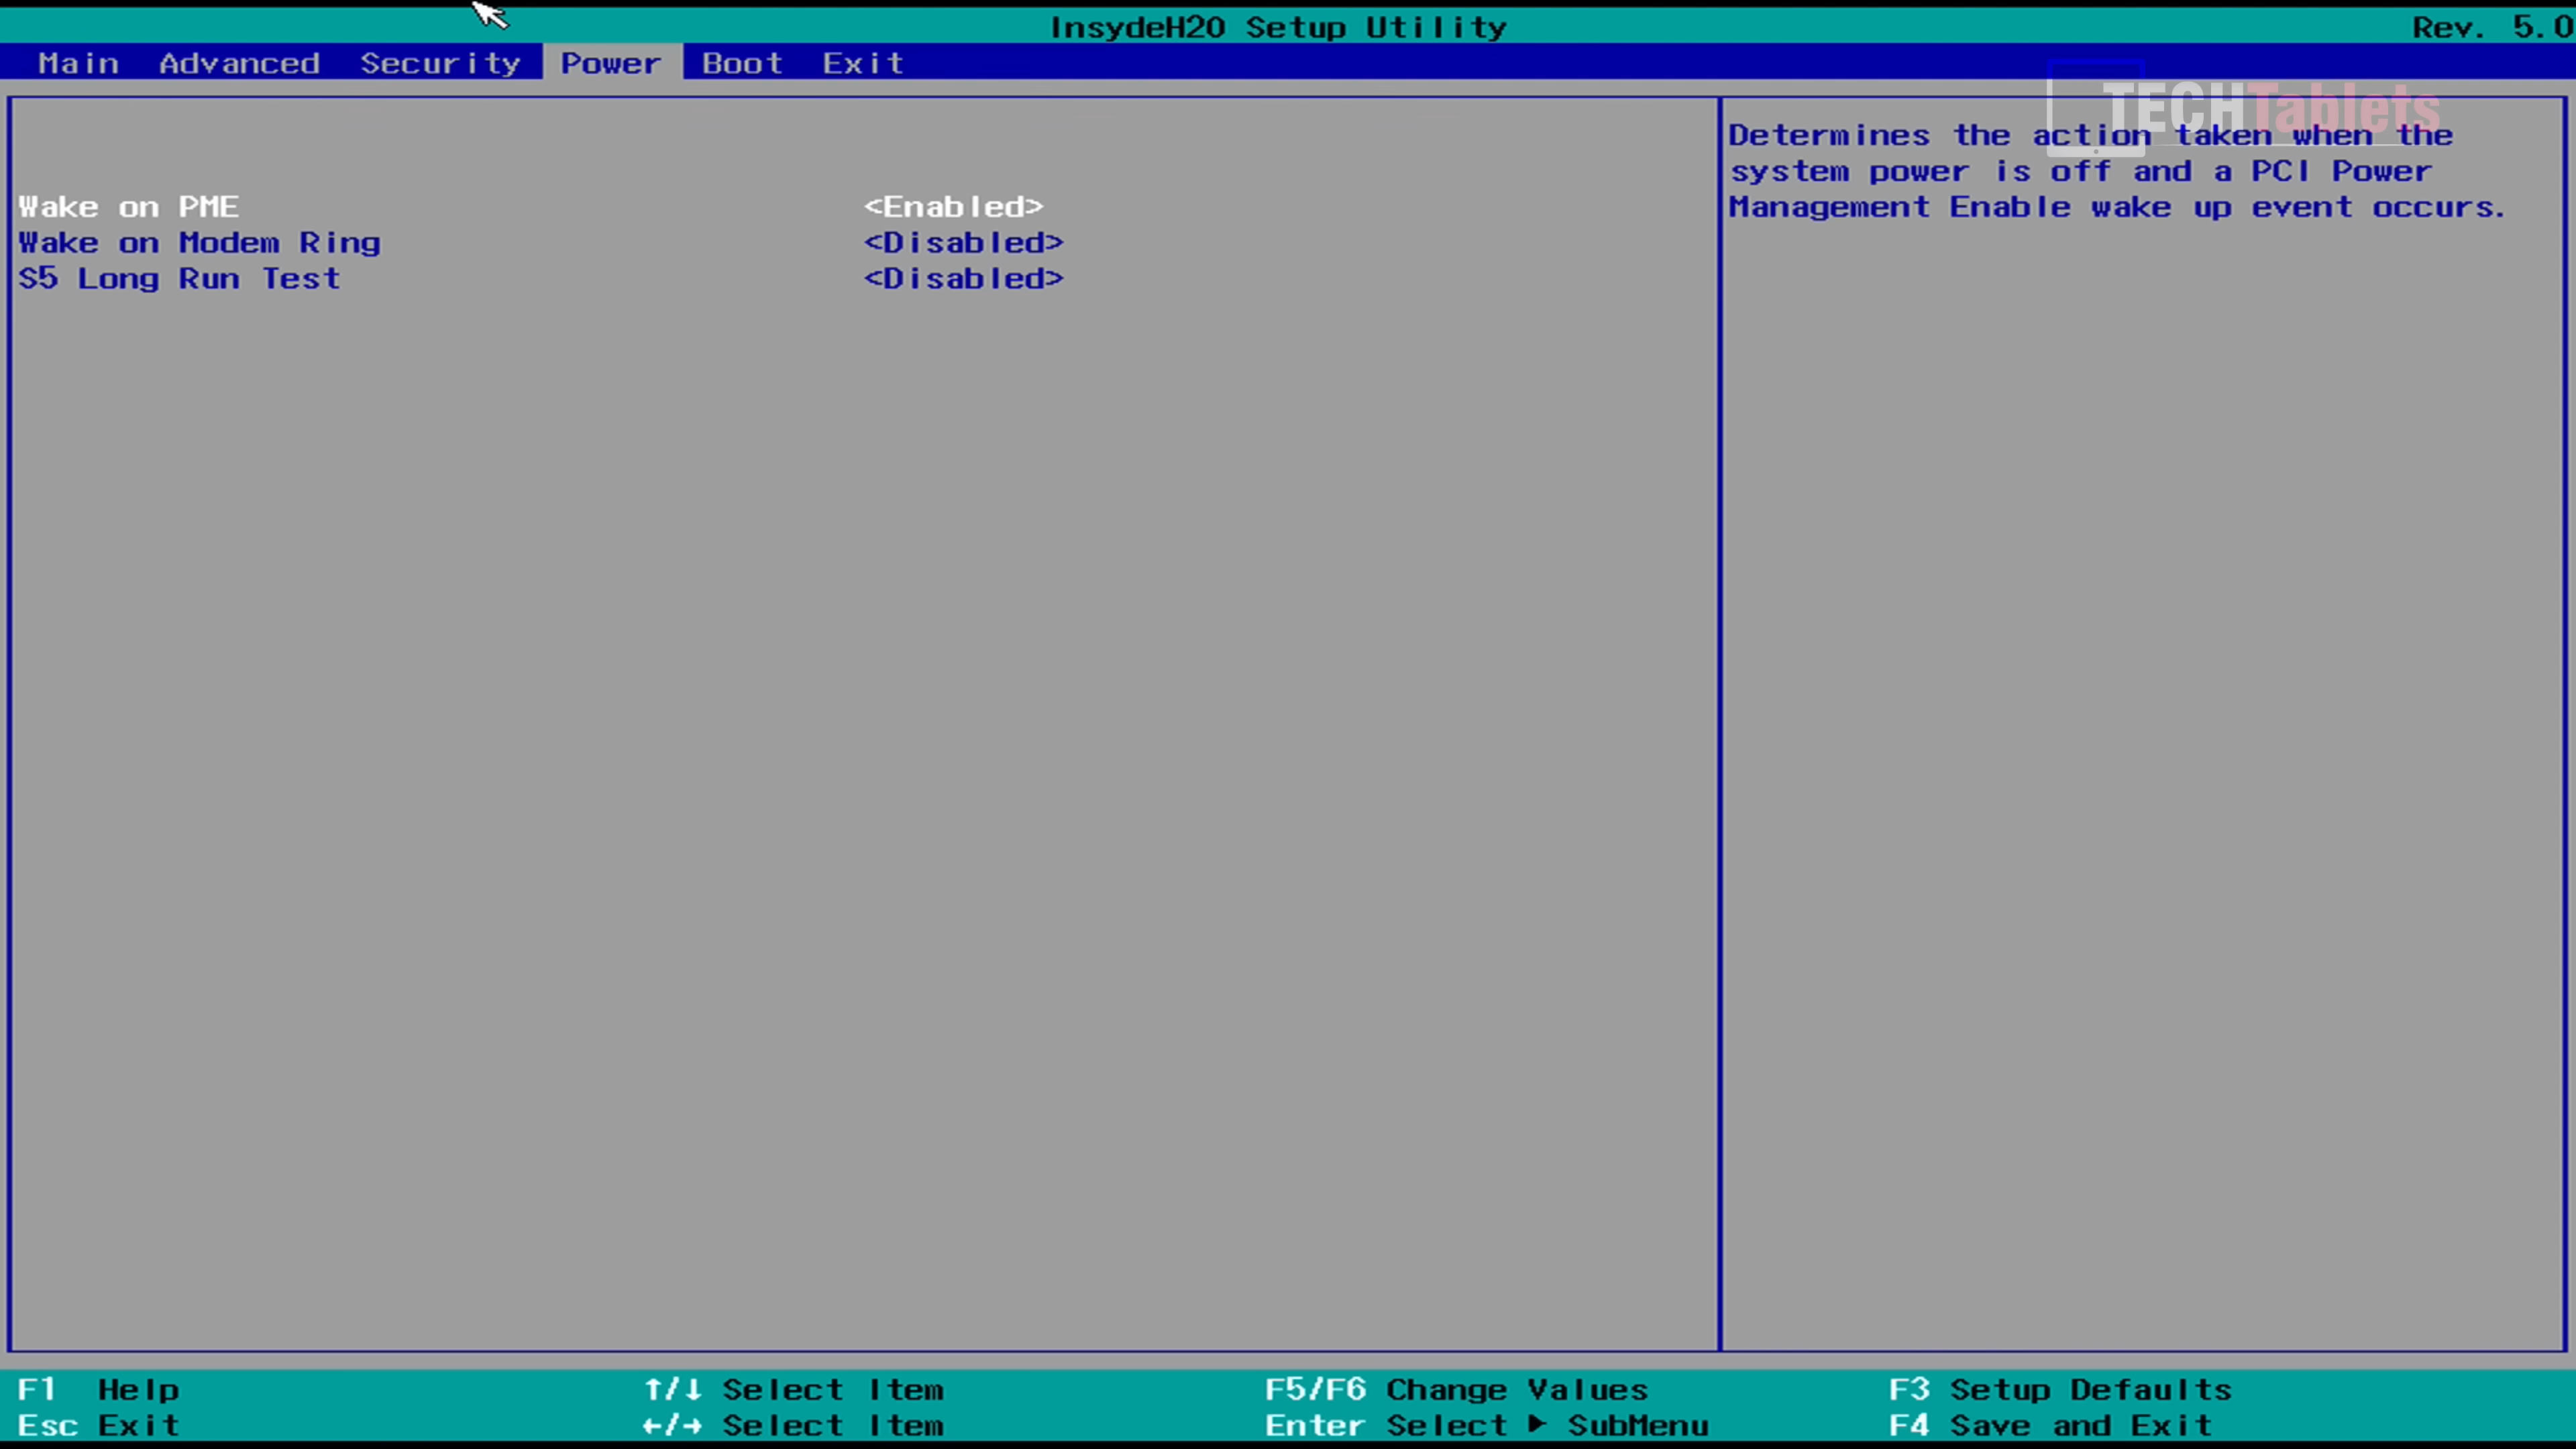 InsydeH20 Setup Utility Rev. 5.0
Main Advanced Security Power Boot Exit
TECHTablets
Wake on PME <Enabled>
Wake on Modem Ring <Disabled>
S5 Long Run Test <Disabled>
Determines the action taken when the
system power is off and a PCI Power
Management Enable wake up event occurs.
F1 Help ↑/↓ Select Item F5/F6 Change Values F3 Setup Defaults
Esc Exit ←/→ Select Item Enter Select ► SubMenu F4 Save and Exit